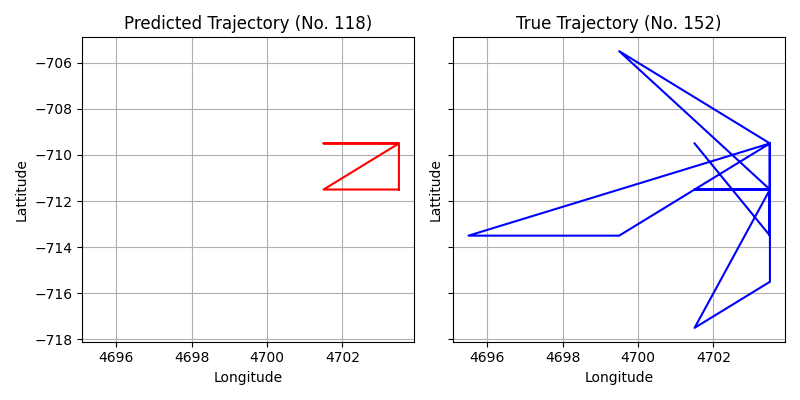 Predicted Trajectory (No. 118)
True Trajectory (No. 152)
−706
−708
−710
−712
−714
−716
−718
Lattitude
Lattitude
4696 4698 4700 4702
4696 4698 4700 4702
Longitude
Longitude